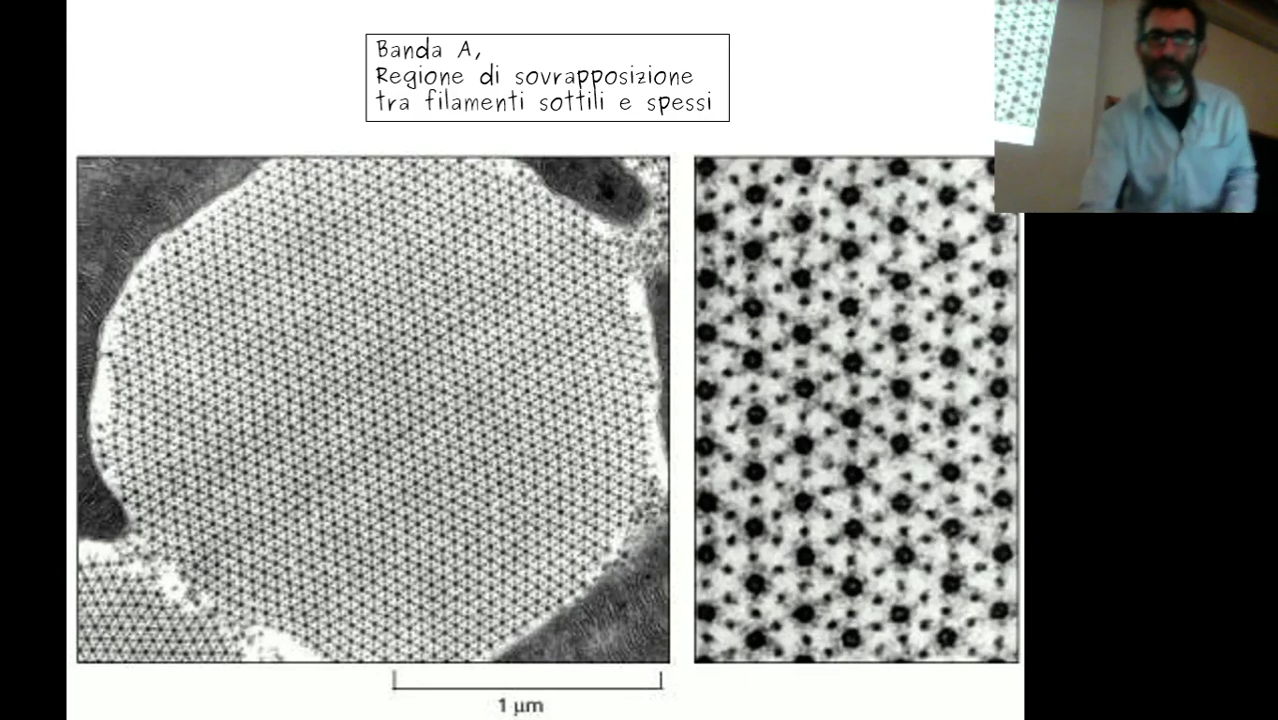 Banda A,
Regione di sovrapposizione
tra filamenti sottili e spessi
1 µm